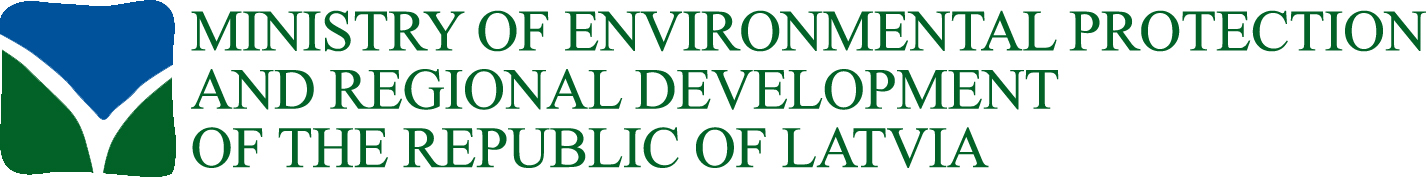 MINISTRY OF ENVIRONMENTAL PROTECTION
AND REGIONAL DEVELOPMENT
OF THE REPUBLIC OF LATVIA